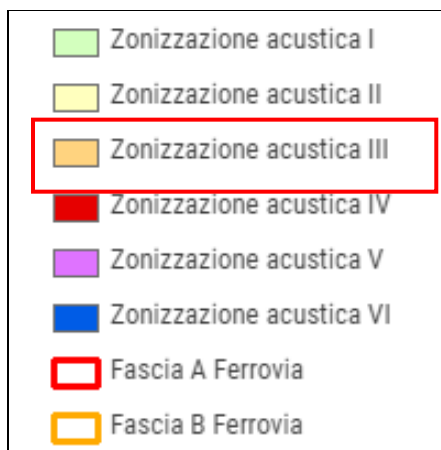 Zonizzazione acustica I
Zonizzazione acustica II
Zonizzazione acustica III
Zonizzazione acustica IV
Zonizzazione acustica V
Zonizzazione acustica VI
Fascia A Ferrovia
Fascia B Ferrovia